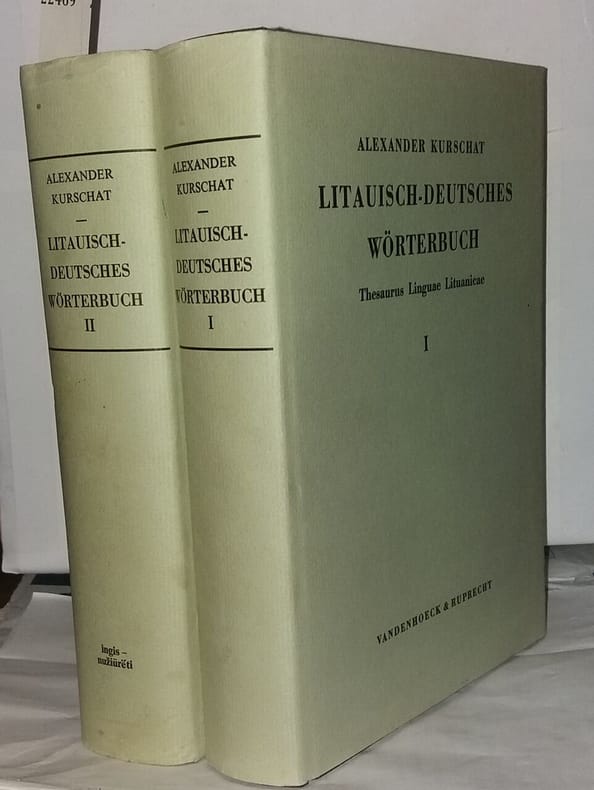 22469
ALEXANDER
KURSCHAT
—
LITAUISCH-
DEUTSCHES
WÖRTERBUCH
II
ingis –
nužiūrėti
ALEXANDER
KURSCHAT
—
LITAUISCH-
DEUTSCHES
WÖRTERBUCH
I
ALEXANDER KURSCHAT
LITAUISCH-DEUTSCHES
WÖRTERBUCH
Thesaurus Linguae Lituanicae
I
VANDENHOECK & RUPRECHT